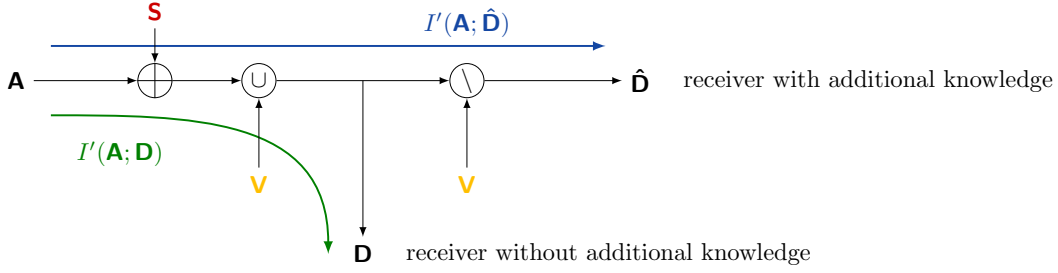 S
I′(A; D̂)
A ∪ \ D̂ receiver with additional knowledge
I′(A; D)
V V
D receiver without additional knowledge